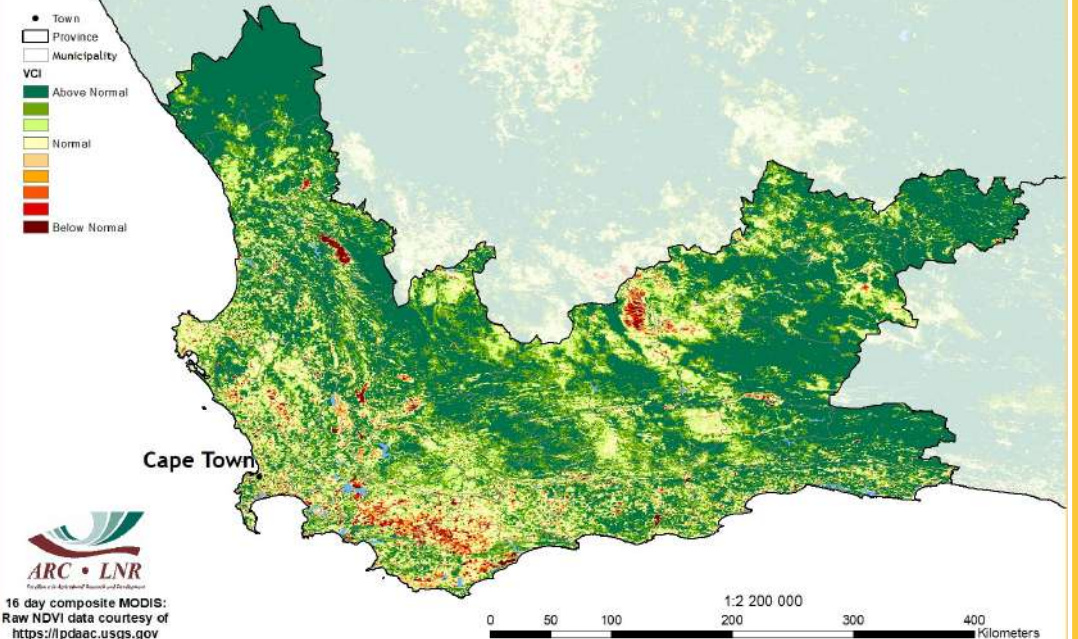 Town
Province
Municipality
VCI
Above Normal
Normal
Below Normal
Cape Town
ARC • LNR
16 day composite MODIS:
Raw NDVI data courtesy of
https://lpdaac.usgs.gov
1:2 200 000
0 50 100 200 300 400
Kilometers